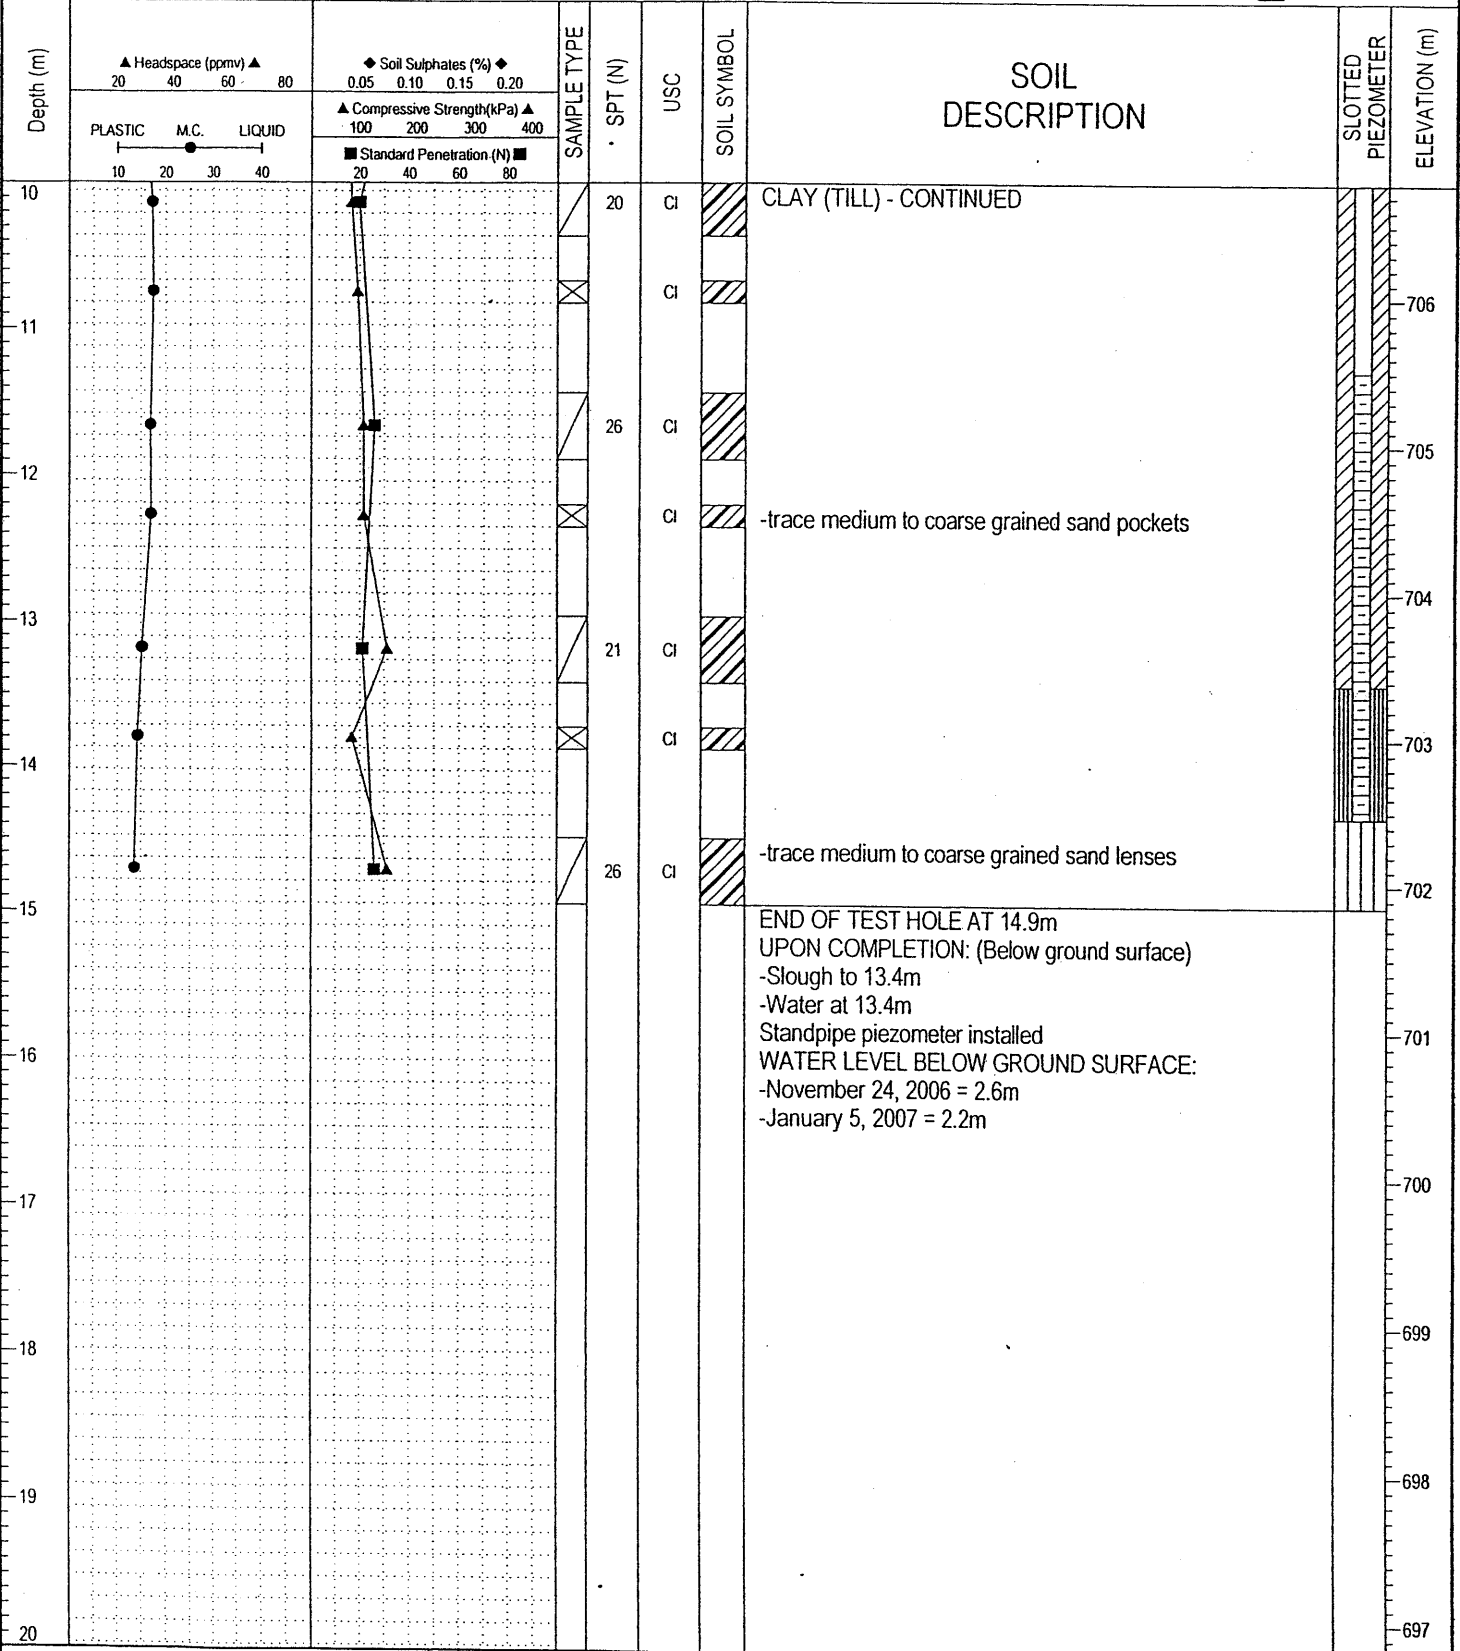 Depth (m)
▲ Headspace (ppmv) ▲
20 40 60 80
PLASTIC M.C. LIQUID
10 20 30 40
◆ Soil Sulphates (%) ◆
0.05 0.10 0.15 0.20
▲ Compressive Strength(kPa) ▲
100 200 300 400
■ Standard Penetration (N) ■
20 40 60 80
SAMPLE TYPE
SPT (N)
USC
SOIL SYMBOL
SOIL
DESCRIPTION
SLOTTED
PIEZOMETER
ELEVATION (m)
10
20 CI CLAY (TILL) - CONTINUED
CI
706
11
26 CI
705
12
CI -trace medium to coarse grained sand pockets
704
13
21 CI
CI
703
14
26 CI -trace medium to coarse grained sand lenses
702
15
END OF TEST HOLE AT 14.9m
UPON COMPLETION: (Below ground surface)
-Slough to 13.4m
-Water at 13.4m
Standpipe piezometer installed
701
16
WATER LEVEL BELOW GROUND SURFACE:
-November 24, 2006 = 2.6m
-January 5, 2007 = 2.2m
700
17
699
18
698
19
697
20